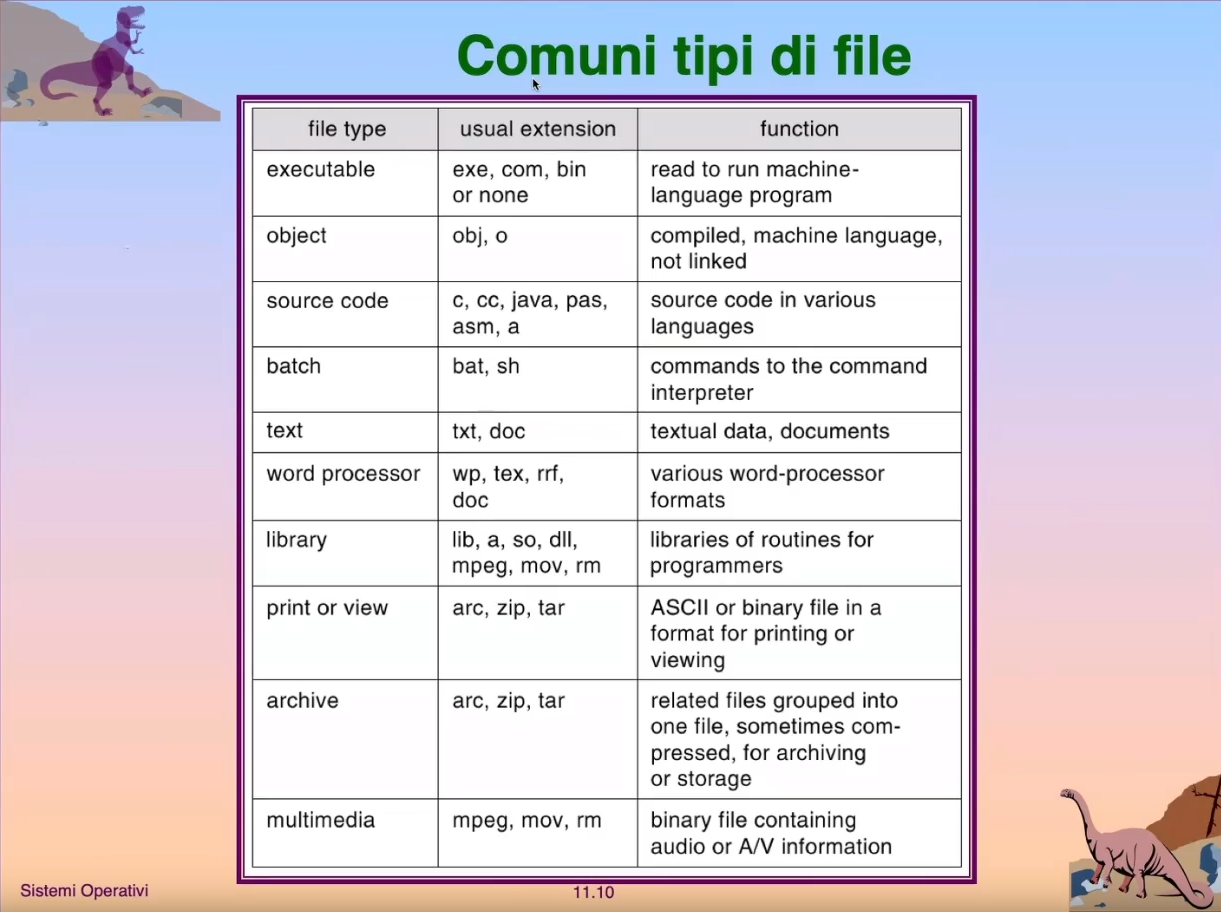 Comuni tipi di file
file type usual extension function
executable exe, com, bin read to run machine-
or none language program
object obj, o compiled, machine language,
not linked
source code c, cc, java, pas, source code in various
asm, a languages
batch bat, sh commands to the command
interpreter
text txt, doc textual data, documents
word processor wp, tex, rrf, various word-processor
doc formats
library lib, a, so, dll, libraries of routines for
mpeg, mov, rm programmers
print or view arc, zip, tar ASCII or binary file in a
format for printing or
viewing
archive arc, zip, tar related files grouped into
one file, sometimes com-
pressed, for archiving
or storage
multimedia mpeg, mov, rm binary file containing
audio or A/V information
Sistemi Operativi 11.10